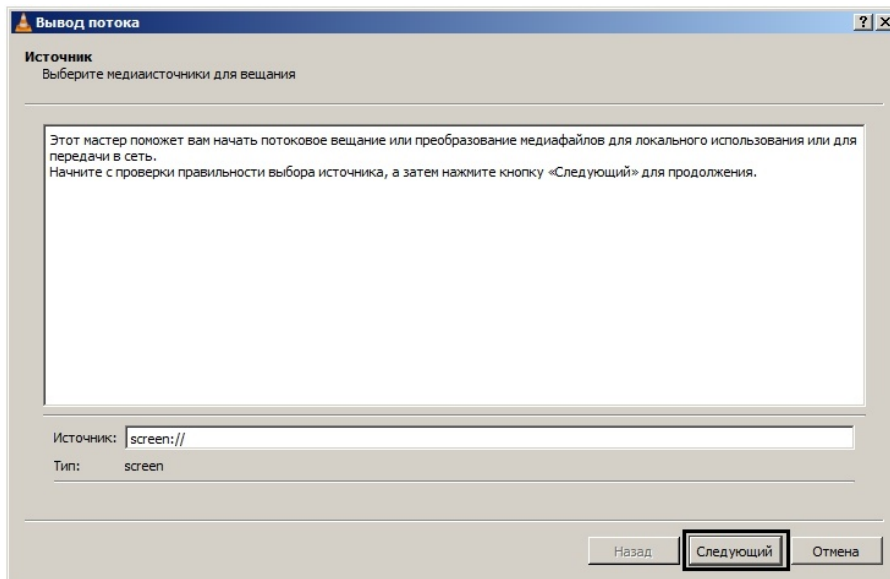 Вывод потока
Источник
Выберите медиаисточники для вещания
Этот мастер поможет вам начать потоковое вещание или преобразование медиафайлов для локального использования или для
передачи в сеть.
Начните с проверки правильности выбора источника, а затем нажмите кнопку «Следующий» для продолжения.
Источник: screen://
Тип: screen
Назад Следующий Отмена